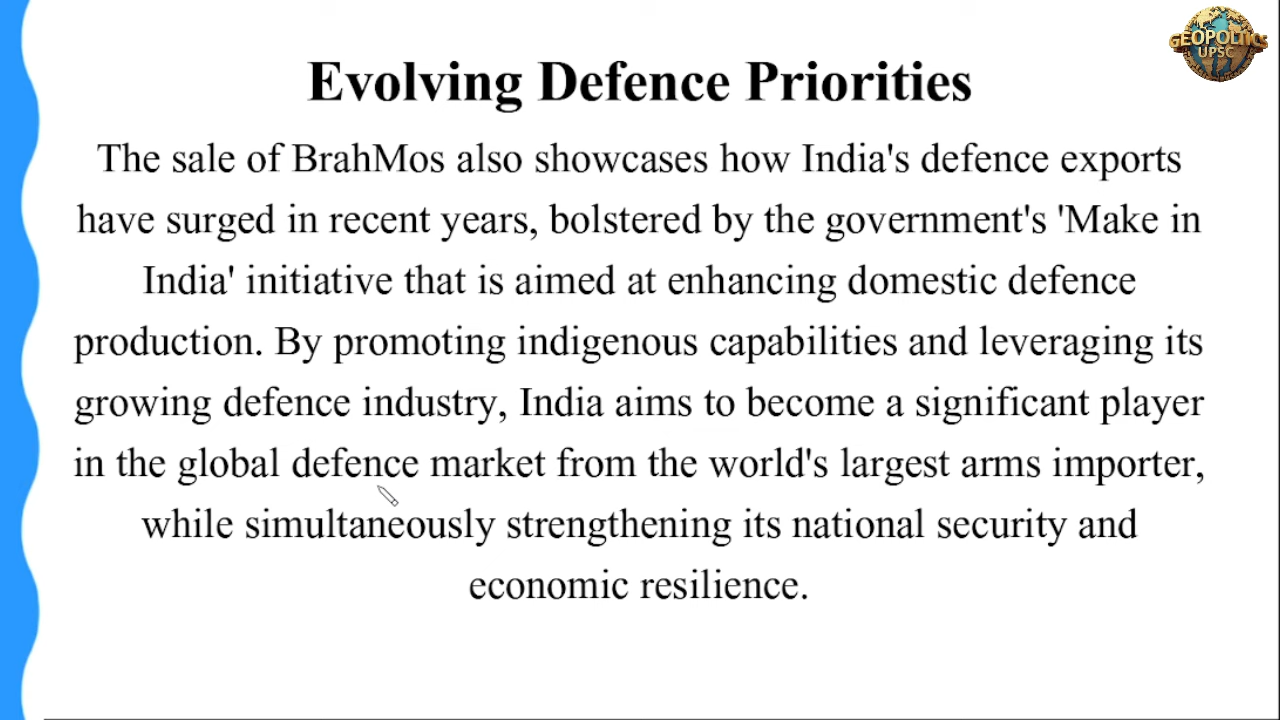 GEOPOLITIKS
UPSC
Evolving Defence Priorities
The sale of BrahMos also showcases how India's defence exports
have surged in recent years, bolstered by the government's 'Make in
India' initiative that is aimed at enhancing domestic defence
production. By promoting indigenous capabilities and leveraging its
growing defence industry, India aims to become a significant player
in the global defence market from the world's largest arms importer,
while simultaneously strengthening its national security and
economic resilience.